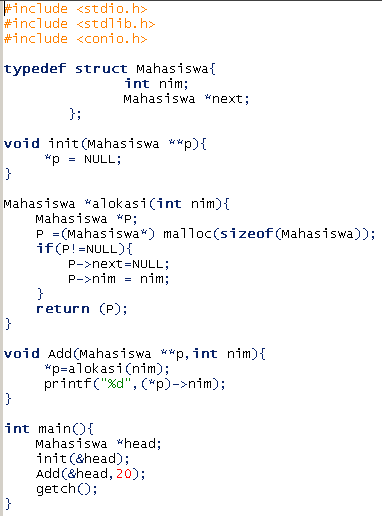 #include <stdio.h>
#include <stdlib.h>
#include <conio.h>
typedef struct Mahasiswa{
int nim;
Mahasiswa *next;
};
void init(Mahasiswa **p){
*p = NULL;
}
Mahasiswa *alokasi(int nim){
Mahasiswa *P;
P =(Mahasiswa*) malloc(sizeof(Mahasiswa));
if(P!=NULL){
P->next=NULL;
P->nim = nim;
}
return (P);
}
void Add(Mahasiswa **p,int nim){
*p=alokasi(nim);
printf("%d",(*p)->nim);
}
int main(){
Mahasiswa *head;
init(&head);
Add(&head,20);
getch();
}